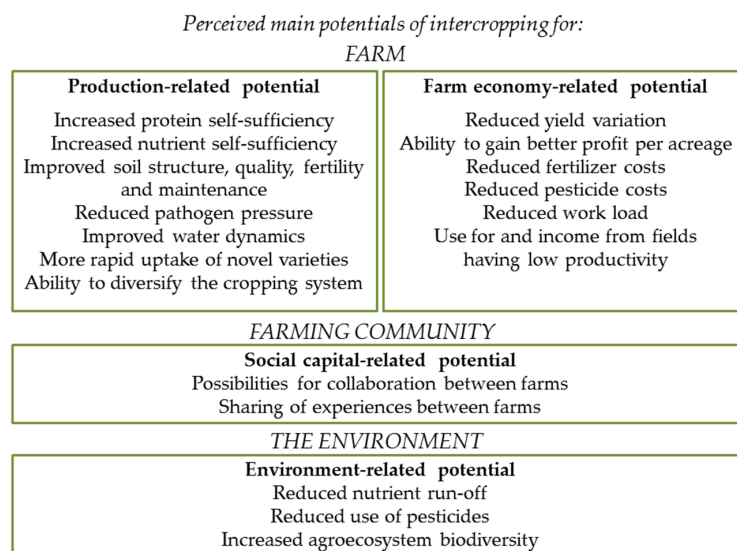 Perceived main potentials of intercropping for:
FARM
Production-related potential
Increased protein self-sufficiency
Increased nutrient self-sufficiency
Improved soil structure, quality, fertility
and maintenance
Reduced pathogen pressure
Improved water dynamics
More rapid uptake of novel varieties
Ability to diversify the cropping system
Farm economy-related potential
Reduced yield variation
Ability to gain better profit per acreage
Reduced fertilizer costs
Reduced pesticide costs
Reduced work load
Use for and income from fields
having low productivity
FARMING COMMUNITY
Social capital-related potential
Possibilities for collaboration between farms
Sharing of experiences between farms
THE ENVIRONMENT
Environment-related potential
Reduced nutrient run-off
Reduced use of pesticides
Increased agroecosystem biodiversity